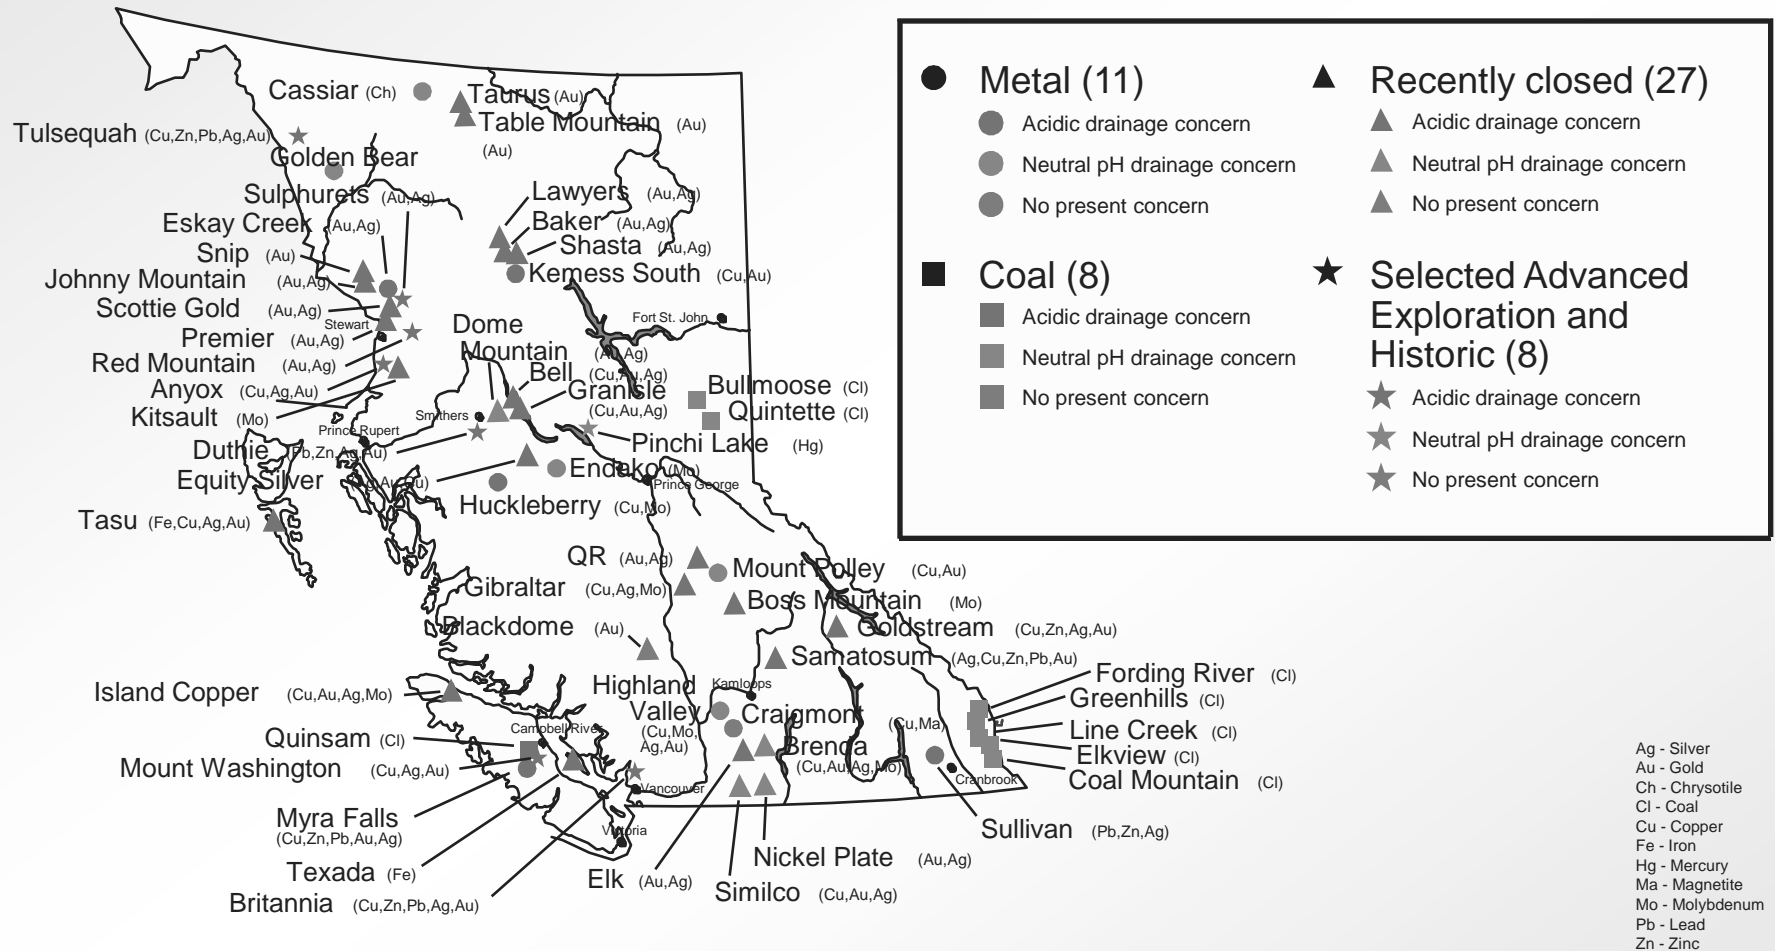 Cassiar (Ch)
Taurus (Au)
Table Mountain (Au)
(Au)
Tulsequah (Cu,Zn,Pb,Ag,Au)
Golden Bear
Sulphurets (Au,Ag)
Eskay Creek (Au,Ag)
Snip (Au)
Johnny Mountain (Au,Ag)
Scottie Gold (Au,Ag)
Stewart
Premier (Au,Ag)
Red Mountain (Au,Ag)
Anyox (Cu,Ag,Au)
Kitsault (Mo)
Lawyers (Au,Ag)
Baker (Au,Ag)
Shasta (Au,Ag)
Kemess South (Cu,Au)
Fort St. John
Dome
Mountain (Au,Ag)
Bell (Cu,Au,Ag)
Granisle
(Cu,Au,Ag)
Bullmoose (Cl)
Quintette (Cl)
Smithers
Prince Rupert
Pinchi Lake (Hg)
Duthie (Pb,Zn,Ag,Au)
Equity Silver (Ag,Au,Cu)
Endako (Mo)
Prince George
Huckleberry (Cu,Mo)
Tasu (Fe,Cu,Ag,Au)
QR (Au,Ag)
Mount Polley (Cu,Au)
Gibraltar (Cu,Ag,Mo)
Boss Mountain (Mo)
Blackdome (Au)
Goldstream (Cu,Zn,Ag,Au)
Samatosum (Ag,Cu,Zn,Pb,Au)
Island Copper (Cu,Au,Ag,Mo)
Highland
Valley
(Cu,Mo,
Ag,Au)
Kamloops
Craigmont (Cu,Ma)
Brenda
(Cu,Au,Ag,Mo)
Fording River (Cl)
Greenhills (Cl)
Line Creek (Cl)
Elkview (Cl)
Coal Mountain (Cl)
Cranbrook
Campbell River
Quinsam (Cl)
Mount Washington (Cu,Ag,Au)
Vancouver
Myra Falls
(Cu,Zn,Pb,Au,Ag)
Victoria
Sullivan (Pb,Zn,Ag)
Texada (Fe)
Britannia (Cu,Zn,Pb,Ag,Au)
Elk (Au,Ag)
Nickel Plate (Au,Ag)
Similco (Cu,Au,Ag)
Metal (11)
Acidic drainage concern
Neutral pH drainage concern
No present concern
Coal (8)
Acidic drainage concern
Neutral pH drainage concern
No present concern
Recently closed (27)
Acidic drainage concern
Neutral pH drainage concern
No present concern
Selected Advanced
Exploration and
Historic (8)
Acidic drainage concern
Neutral pH drainage concern
No present concern
Ag - Silver
Au - Gold
Ch - Chrysotile
Cl - Coal
Cu - Copper
Fe - Iron
Hg - Mercury
Ma - Magnetite
Mo - Molybdenum
Pb - Lead
Zn - Zinc